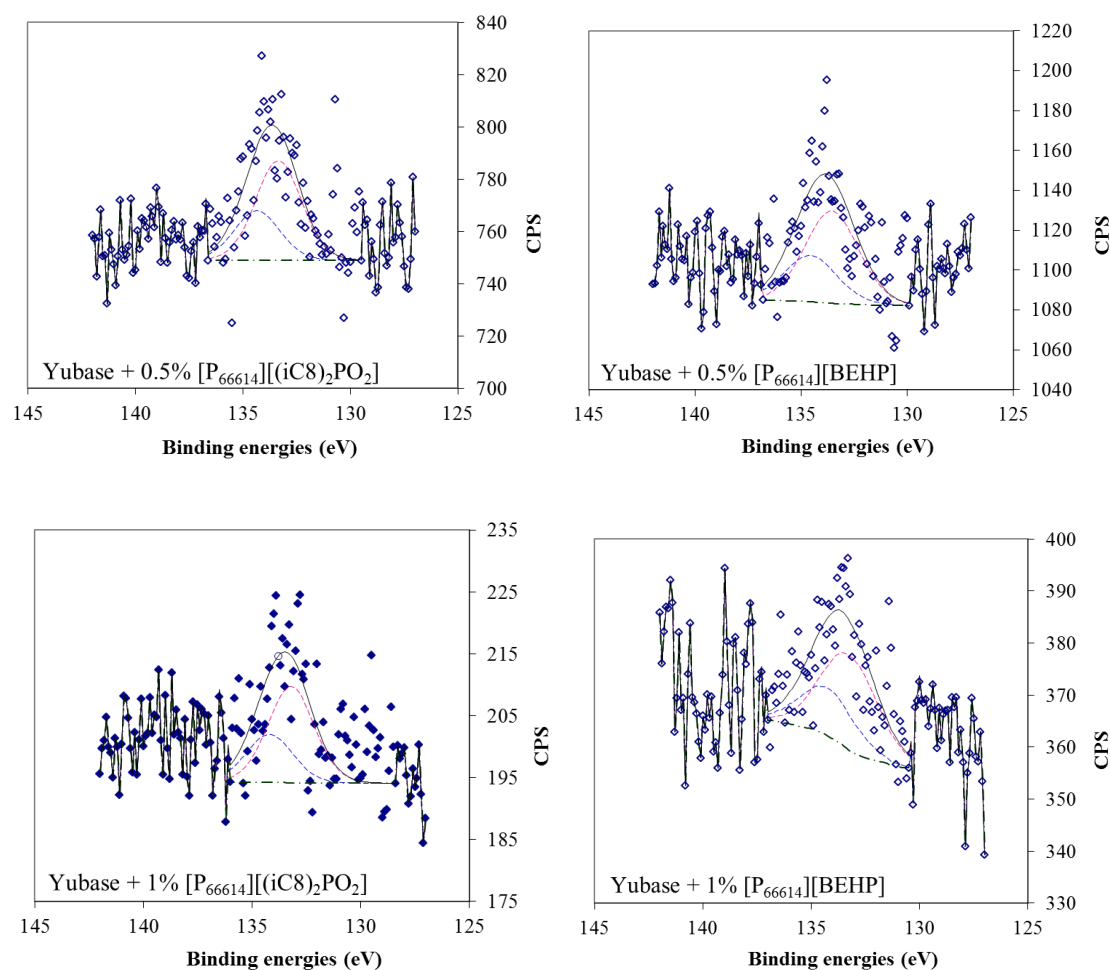 840
820
800
780
760
740
720
700
CPS
145 140 135 130 125
Binding energies (eV)
Yubase + 0.5% [P₆₆₆₁₄][(iC8)₂PO₂]
1220
1200
1180
1160
1140
1120
1100
1080
1060
1040
CPS
145 140 135 130 125
Binding energies (eV)
Yubase + 0.5% [P₆₆₆₁₄][BEHP]
235
225
215
205
195
185
175
CPS
145 140 135 130 125
Binding energies (eV)
Yubase + 1% [P₆₆₆₁₄][(iC8)₂PO₂]
400
390
380
370
360
350
340
330
CPS
145 140 135 130 125
Binding energies (eV)
Yubase + 1% [P₆₆₆₁₄][BEHP]